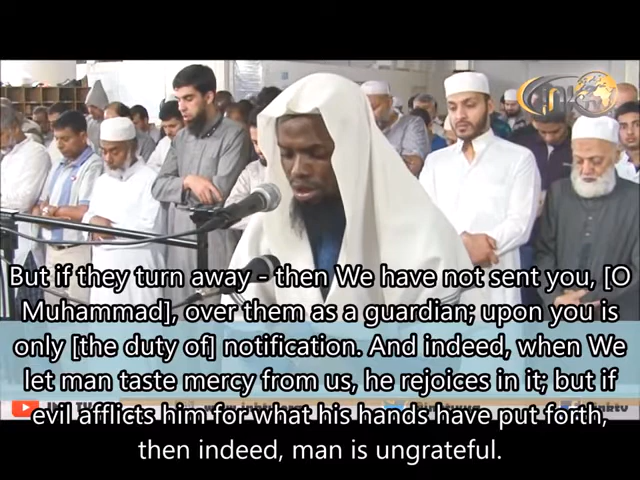 But if they turn away - then We have not sent you, [O
Muhammad], over them as a guardian; upon you is
only [the duty of] notification. And indeed, when We
let man taste mercy from us, he rejoices in it; but if
evil afflicts him for what his hands have put forth,
then indeed, man is ungrateful.